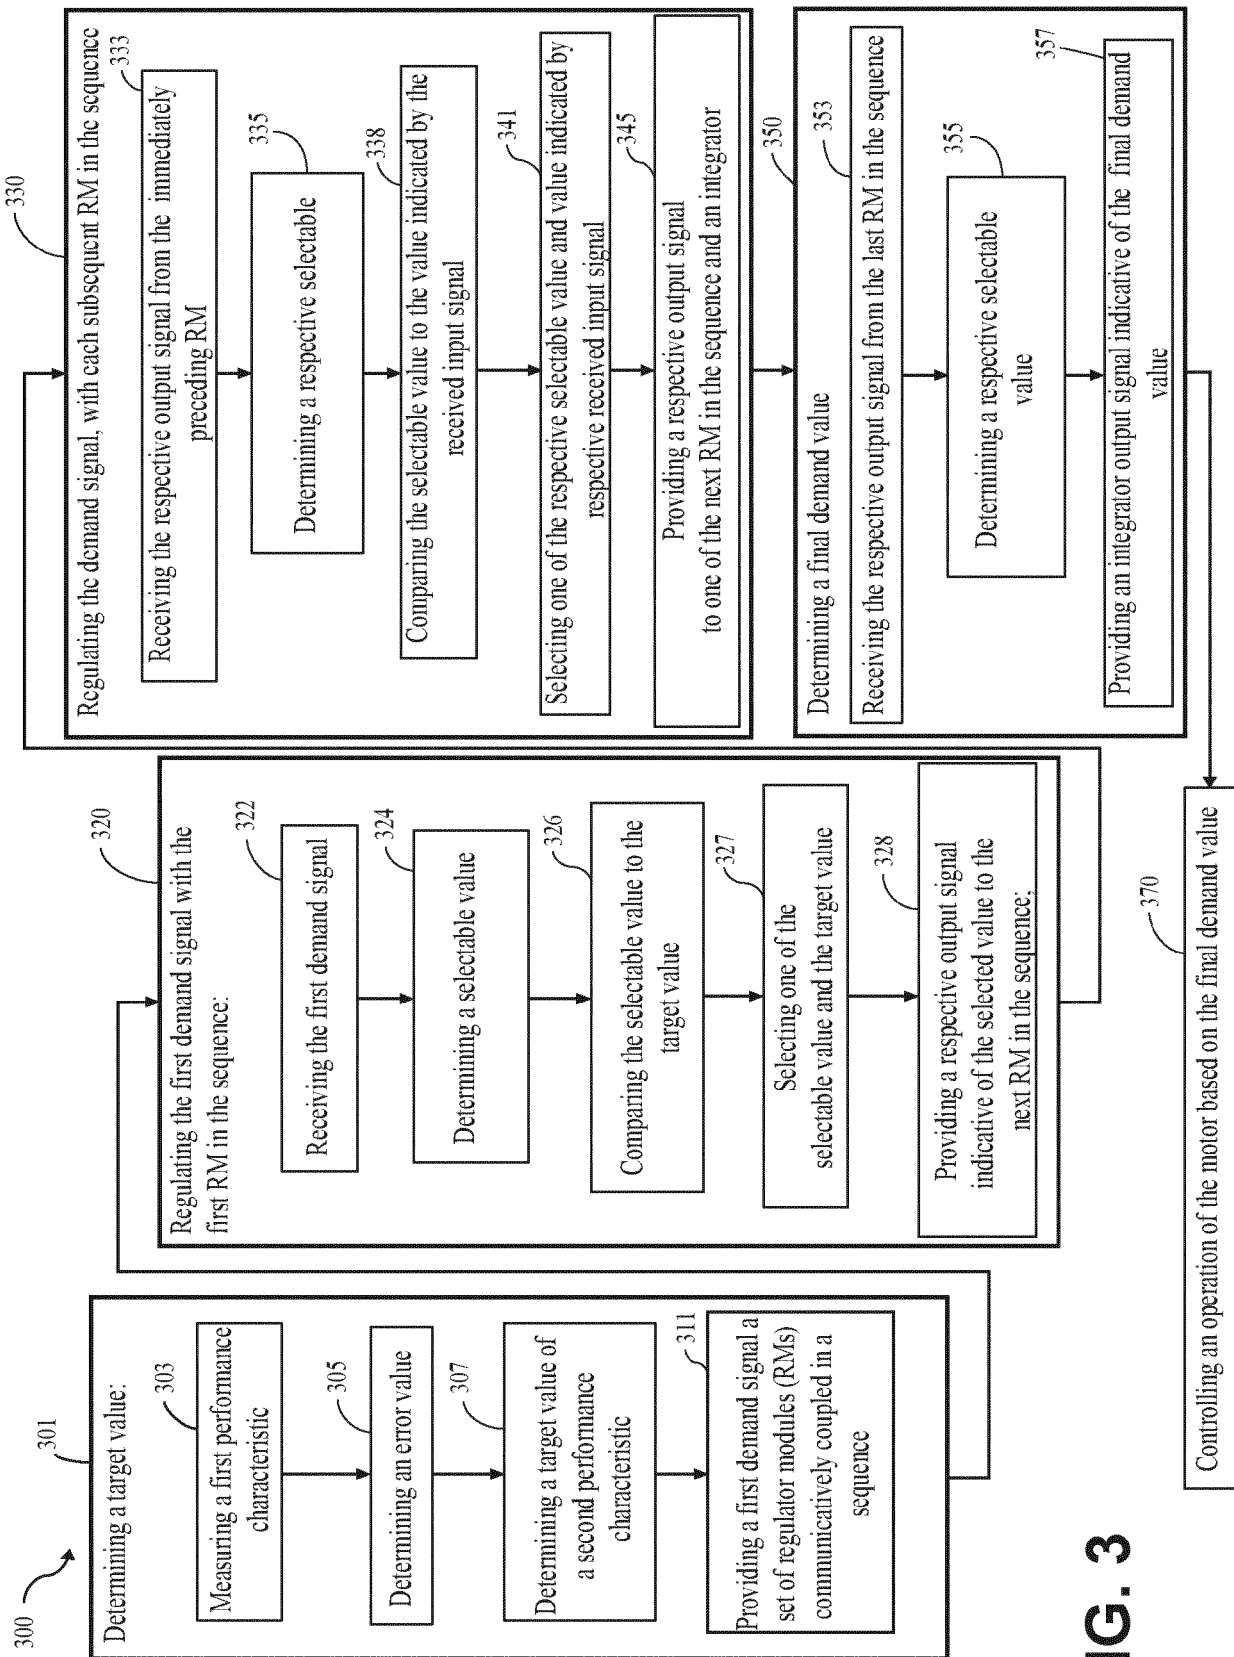 300
301
Determining a target value:
303
Measuring a first performance
characteristic
305
Determining an error value
307
Determining a target value of
a second performance
characteristic
311
Providing a first demand signal a
set of regulator modules (RMs)
communicatively coupled in a
sequence
320
Regulating the first demand signal with the
first RM in the sequence:
322
Receiving the first demand signal
324
Determining a selectable value
326
Comparing the selectable value to the
target value
327
Selecting one of the
selectable value and the target value
328
Providing a respective output signal
indicative of the selected value to the
next RM in the sequence;
330
Regulating the demand signal, with each subsequent RM in the sequence
333
Receiving the respective output signal from the immediately
preceding RM
335
Determining a respective selectable
338
Comparing the selectable value to the value indicated by the
received input signal
341
Selecting one of the respective selectable value and value indicated by
respective received input signal
345
Providing a respective output signal
to one of the next RM in the sequence and an integrator
350
Determining a final demand value
353
Receiving the respective output signal from the last RM in the sequence
355
Determining a respective selectable
value
357
Providing an integrator output signal indicative of the final demand
value
370
Controlling an operation of the motor based on the final demand value
IG. 3